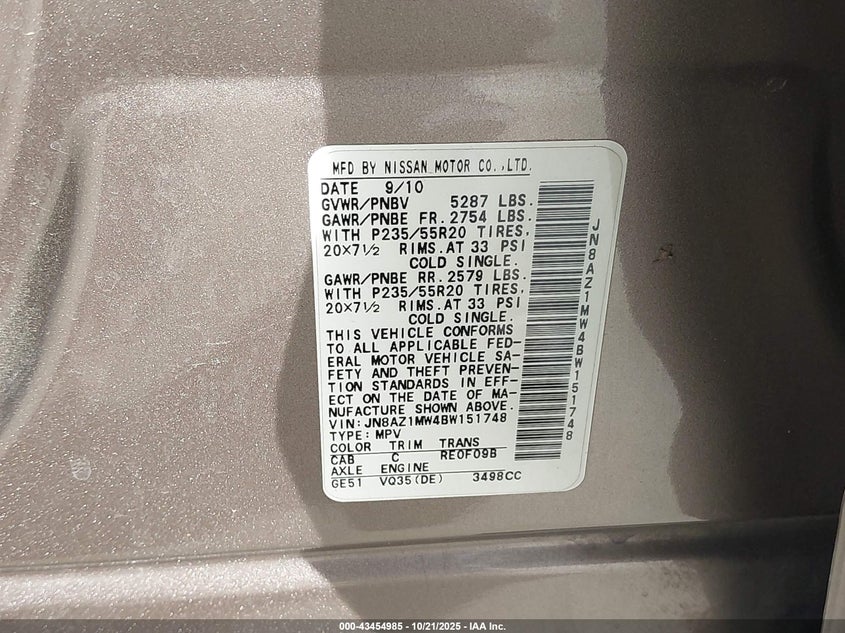 MFD BY NISSAN MOTOR CO.,LTD.
DATE 9/10
GVWR/PNBV 5287 LBS.
GAWR/PNBE FR. 2754 LBS.
WITH P235/55R20 TIRES,
20×7½ RIMS.AT 33 PSI
COLD SINGLE.
GAWR/PNBE RR. 2579 LBS.
WITH P235/55R20 TIRES,
20×7½ RIMS.AT 33 PSI
COLD SINGLE.
THIS VEHICLE CONFORMS
TO ALL APPLICABLE FED-
ERAL MOTOR VEHICLE SA-
FETY AND THEFT PREVEN-
TION STANDARDS IN EFF-
ECT ON THE DATE OF MA-
NUFACTURE SHOWN ABOVE.
VIN:JN8AZ1MW4BW151748
TYPE:MPV
COLOR TRIM TRANS
CAB C RE0F09B
AXLE ENGINE
GE51 VQ35(DE) 3498CC
JN8AZ1MW4BW151748
000-43454985 - 10/21/2025 - IAA Inc.